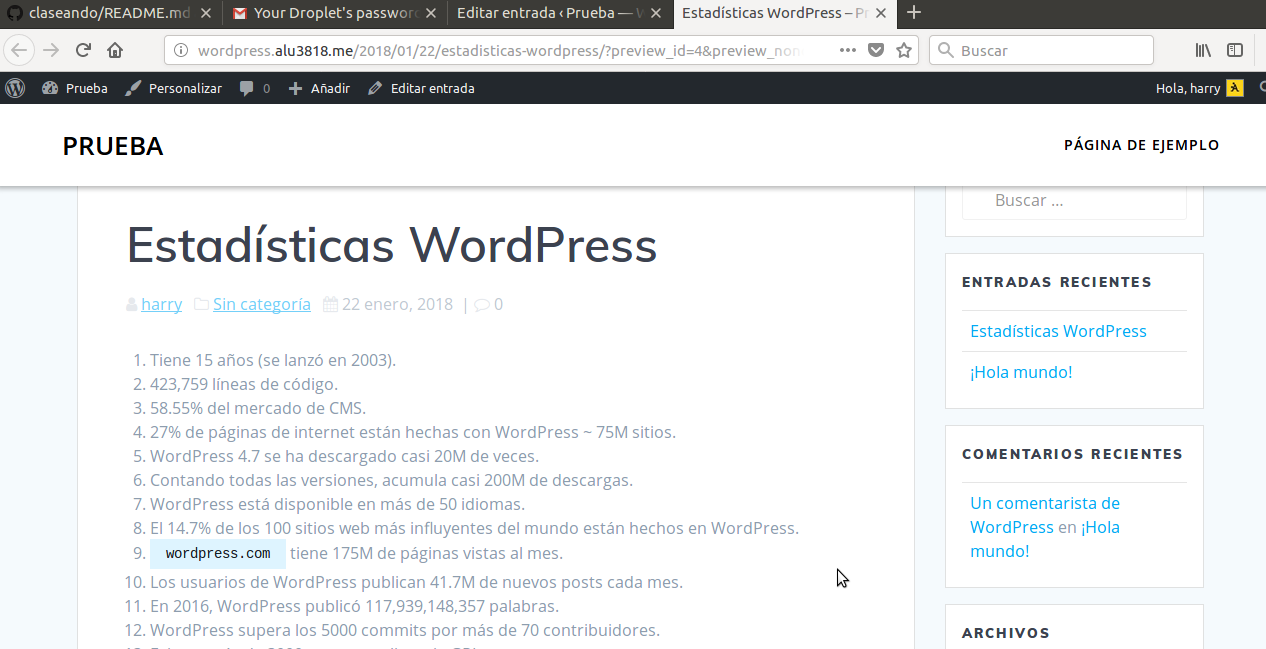 claseando/README.md
Your Droplet's passwor
Editar entrada ‹ Prueba — W
Estadísticas WordPress – Pr
wordpress.alu3818.me/2018/01/22/estadisticas-wordpress/?preview_id=4&preview_non
Buscar
Prueba
Personalizar
0
Añadir
Editar entrada
Hola, harry
PRUEBA
PÁGINA DE EJEMPLO
Estadísticas WordPress
harry Sin categoría 22 enero, 2018 | 0
1. Tiene 15 años (se lanzó en 2003).
2. 423,759 líneas de código.
3. 58.55% del mercado de CMS.
4. 27% de páginas de internet están hechas con WordPress ~ 75M sitios.
5. WordPress 4.7 se ha descargado casi 20M de veces.
6. Contando todas las versiones, acumula casi 200M de descargas.
7. WordPress está disponible en más de 50 idiomas.
8. El 14.7% de los 100 sitios web más influyentes del mundo están hechos en WordPress.
9. wordpress.com tiene 175M de páginas vistas al mes.
10. Los usuarios de WordPress publican 41.7M de nuevos posts cada mes.
11. En 2016, WordPress publicó 117,939,148,357 palabras.
12. WordPress supera los 5000 commits por más de 70 contribuidores.
Buscar ...
ENTRADAS RECIENTES
Estadísticas WordPress
¡Hola mundo!
COMENTARIOS RECIENTES
Un comentarista de
WordPress en ¡Hola
mundo!
ARCHIVOS